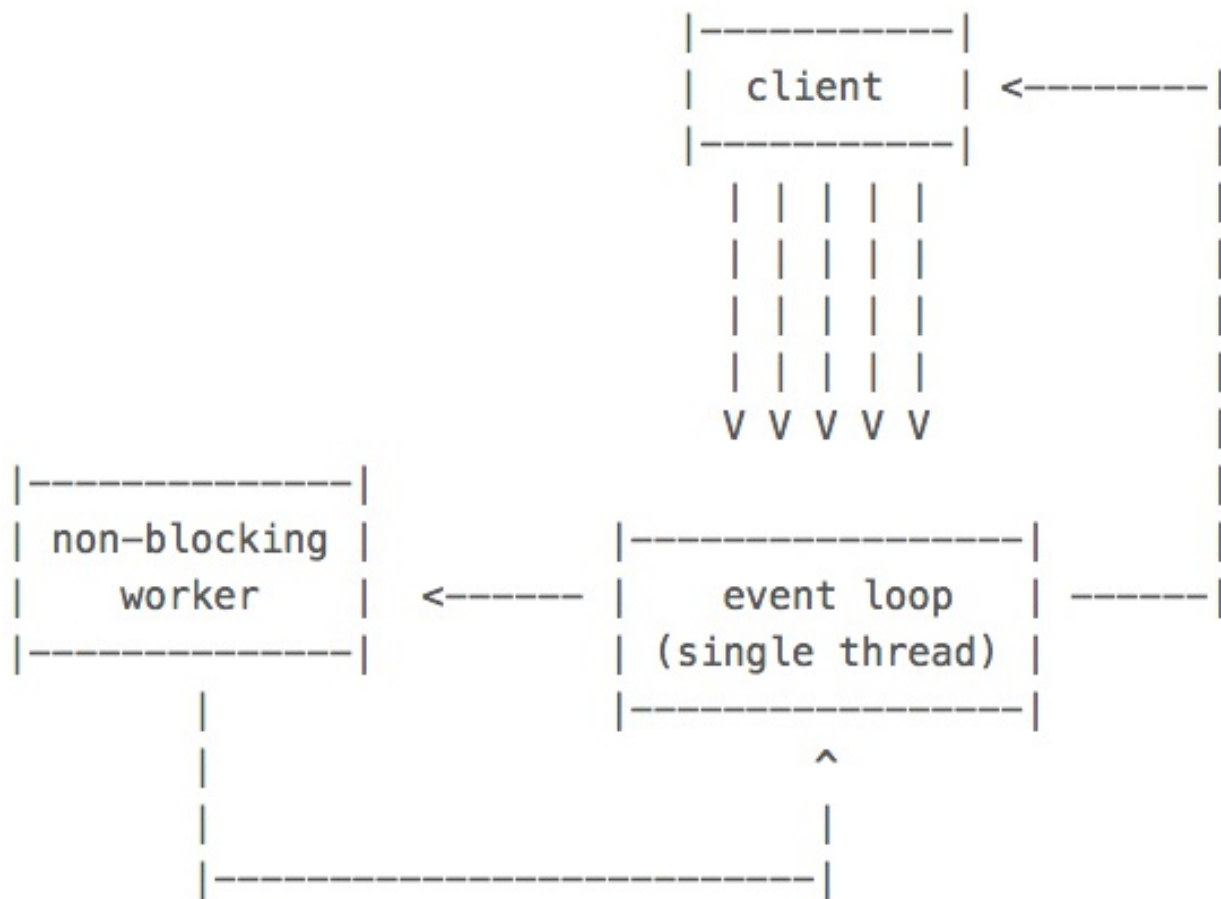 client
non-blocking
worker
event loop
(single thread)